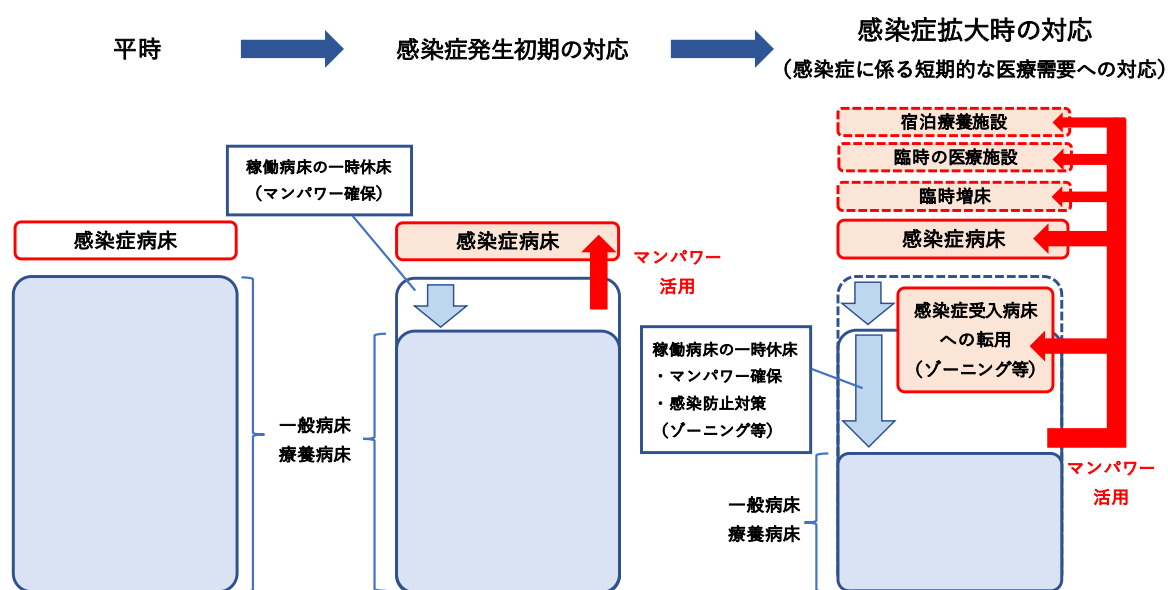 平時
感染症発生初期の対応
感染症拡大時の対応
（感染症に係る短期的な医療需要への対応）
感染症病床
一般病床
療養病床
稼働病床の一時休床
（マンパワー確保）
感染症病床
マンパワー
活用
宿泊療養施設
臨時の医療施設
臨時増床
感染症病床
感染症受入病床
への転用
（ゾーニング等）
稼働病床の一時休床
・マンパワー確保
・感染防止対策
（ゾーニング等）
一般病床
療養病床
マンパワー
活用